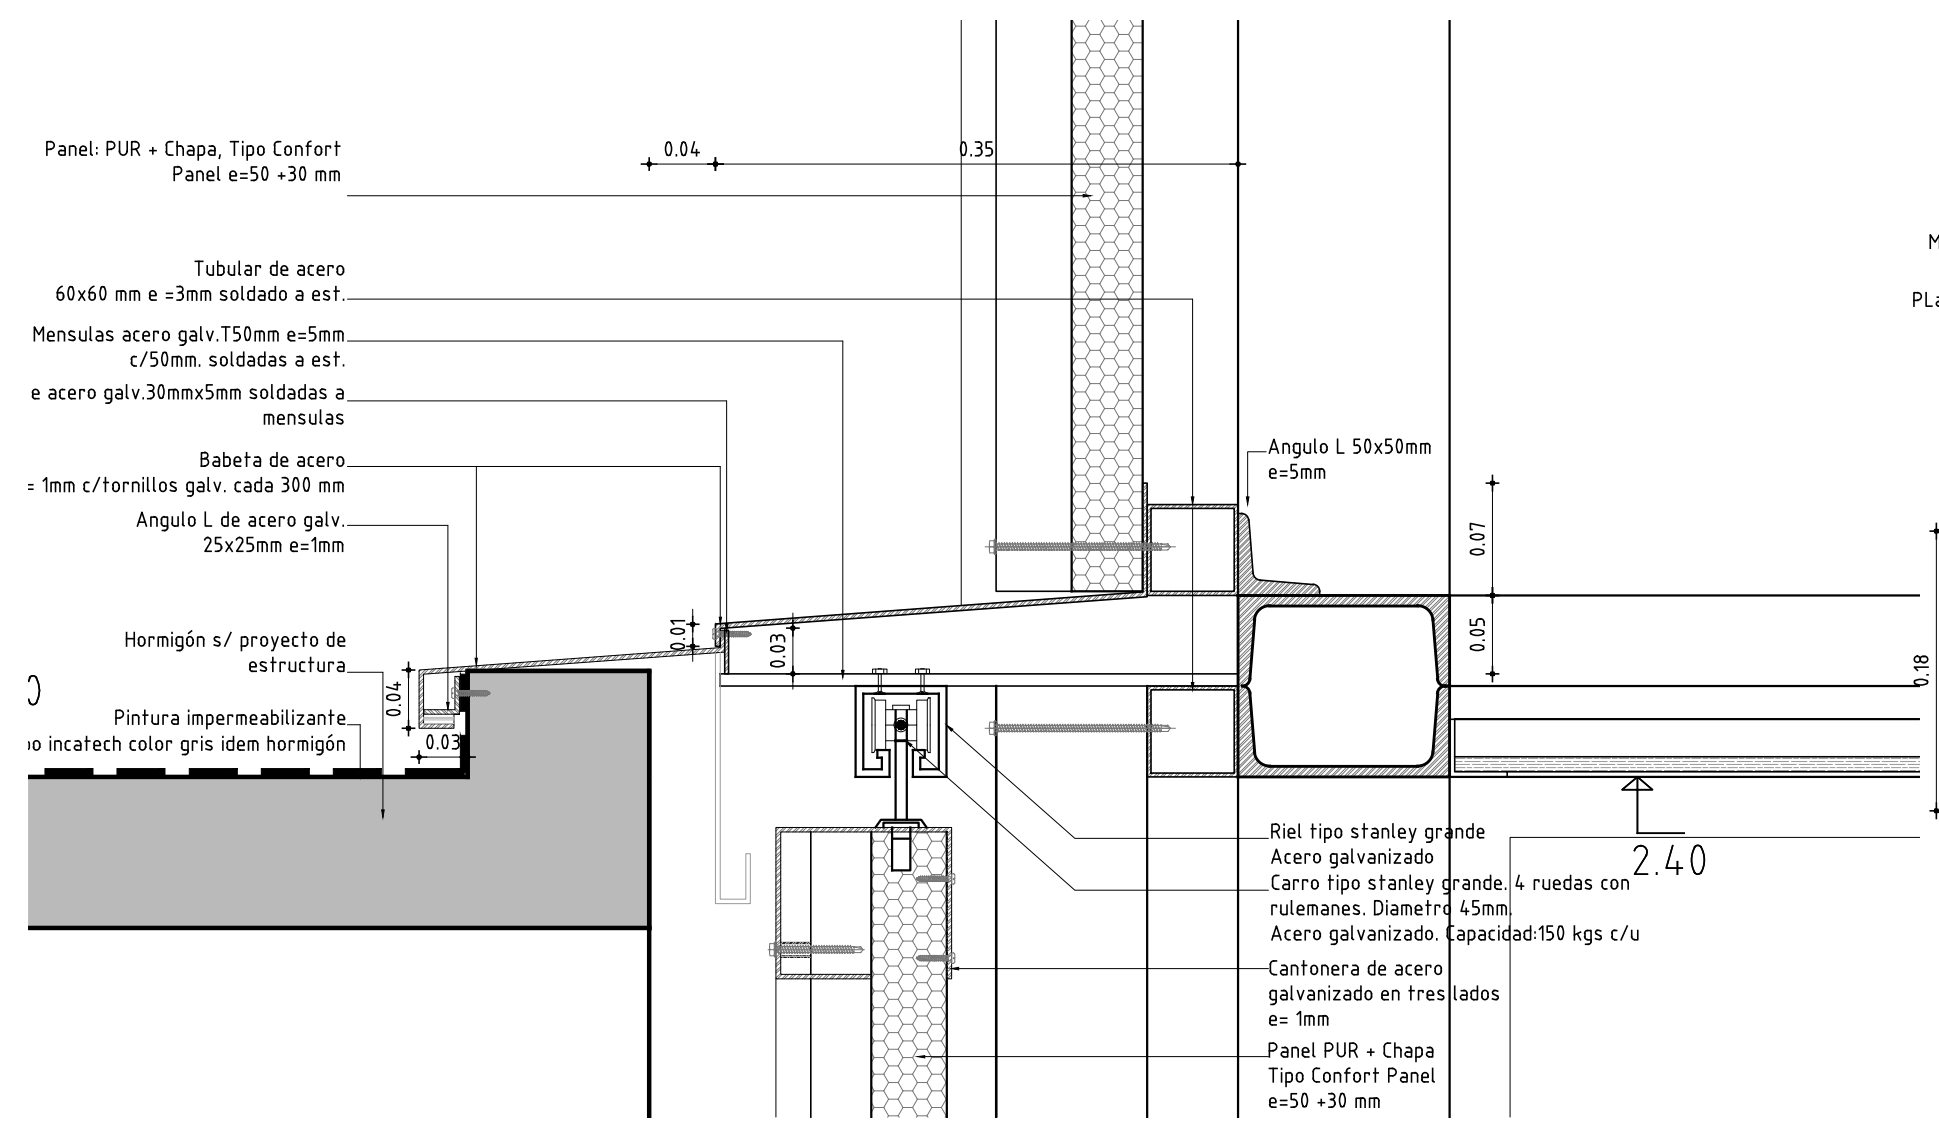 Panel: PUR + Chapa, Tipo Confort
Panel e=50 +30 mm
0.04
0.35
Tubular de acero
60x60 mm e =3mm soldado a est.
Mensulas acero galv.T50mm e=5mm
c/50mm. soldadas a est.
e acero galv.30mmx5mm soldadas a
mensulas
Babeta de acero
= 1mm c/tornillos galv. cada 300 mm
Angulo L de acero galv.
25x25mm e=1mm
Hormigón s/ proyecto de
estructura
Pintura impermeabilizante
po incatech color gris idem hormigón
0.04
0.03
0.01
0.03
Angulo L 50x50mm
e=5mm
0.07
0.05
0.18
2.40
Riel tipo stanley grande
Acero galvanizado
Carro tipo stanley grande. 4 ruedas con
rulemanes. Diametro 45mm.
Acero galvanizado. Capacidad:150 kgs c/u
Cantonera de acero
galvanizado en tres lados
e= 1mm
Panel PUR + Chapa
Tipo Confort Panel
e=50 +30 mm